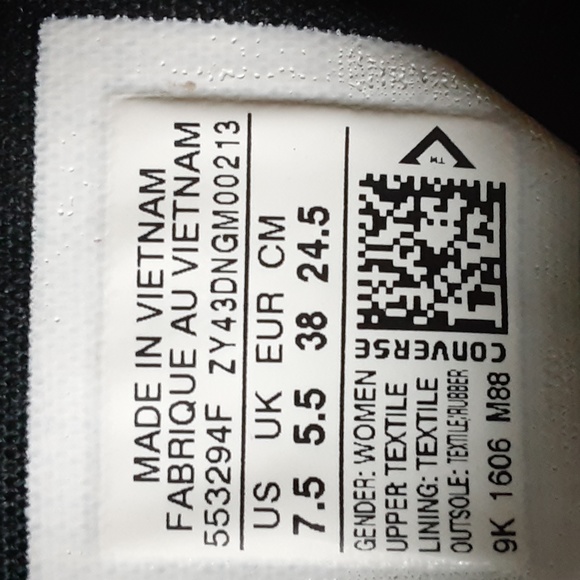 MADE IN VIETNAM
FABRIQUE AU VIETNAM
553294F ZY43DNGM00213
US UK EUR CM
7.5 5.5 38 24.5
GENDER: WOMEN
UPPER TEXTILE
LINING: TEXTILE
OUTSOLE: TEXTILE;RUBBER
9K 1606 M88
CONVERSE
TM